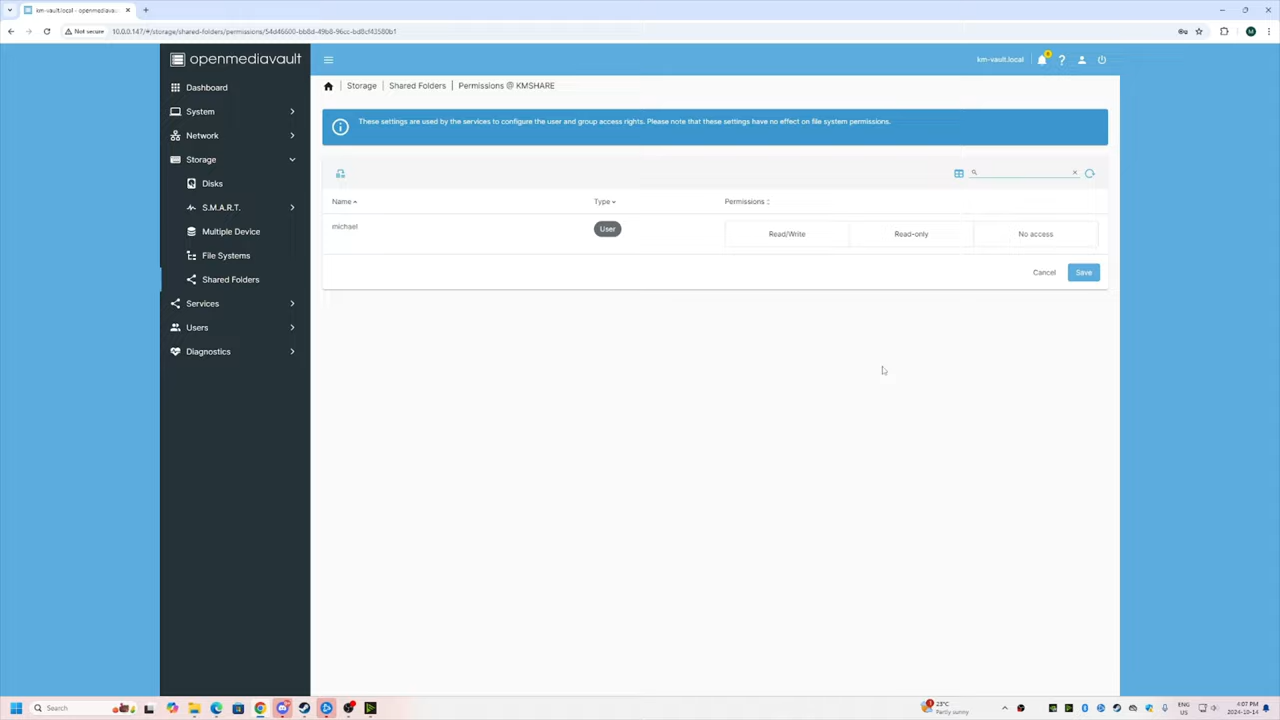 km-vault.local - openmediavau
Not secure
10.0.0.147/#/storage/shared-folders/permissions/54d46600-bb8d-49b8-96cc-bd8cf43580b1
M
openmediavault
km-vault.local
Dashboard
System
Network
Storage
Disks
S.M.A.R.T.
Multiple Device
File Systems
Shared Folders
Services
Users
Diagnostics
Storage | Shared Folders | Permissions @ KMSHARE
These settings are used by the services to configure the user and group access rights. Please note that these settings have no effect on file system permissions.
Name Type Permissions
michael User Read/Write Read-only No access
Cancel Save
Search
23°C
Partly sunny
ENG
US
4:07 PM
2024-10-14